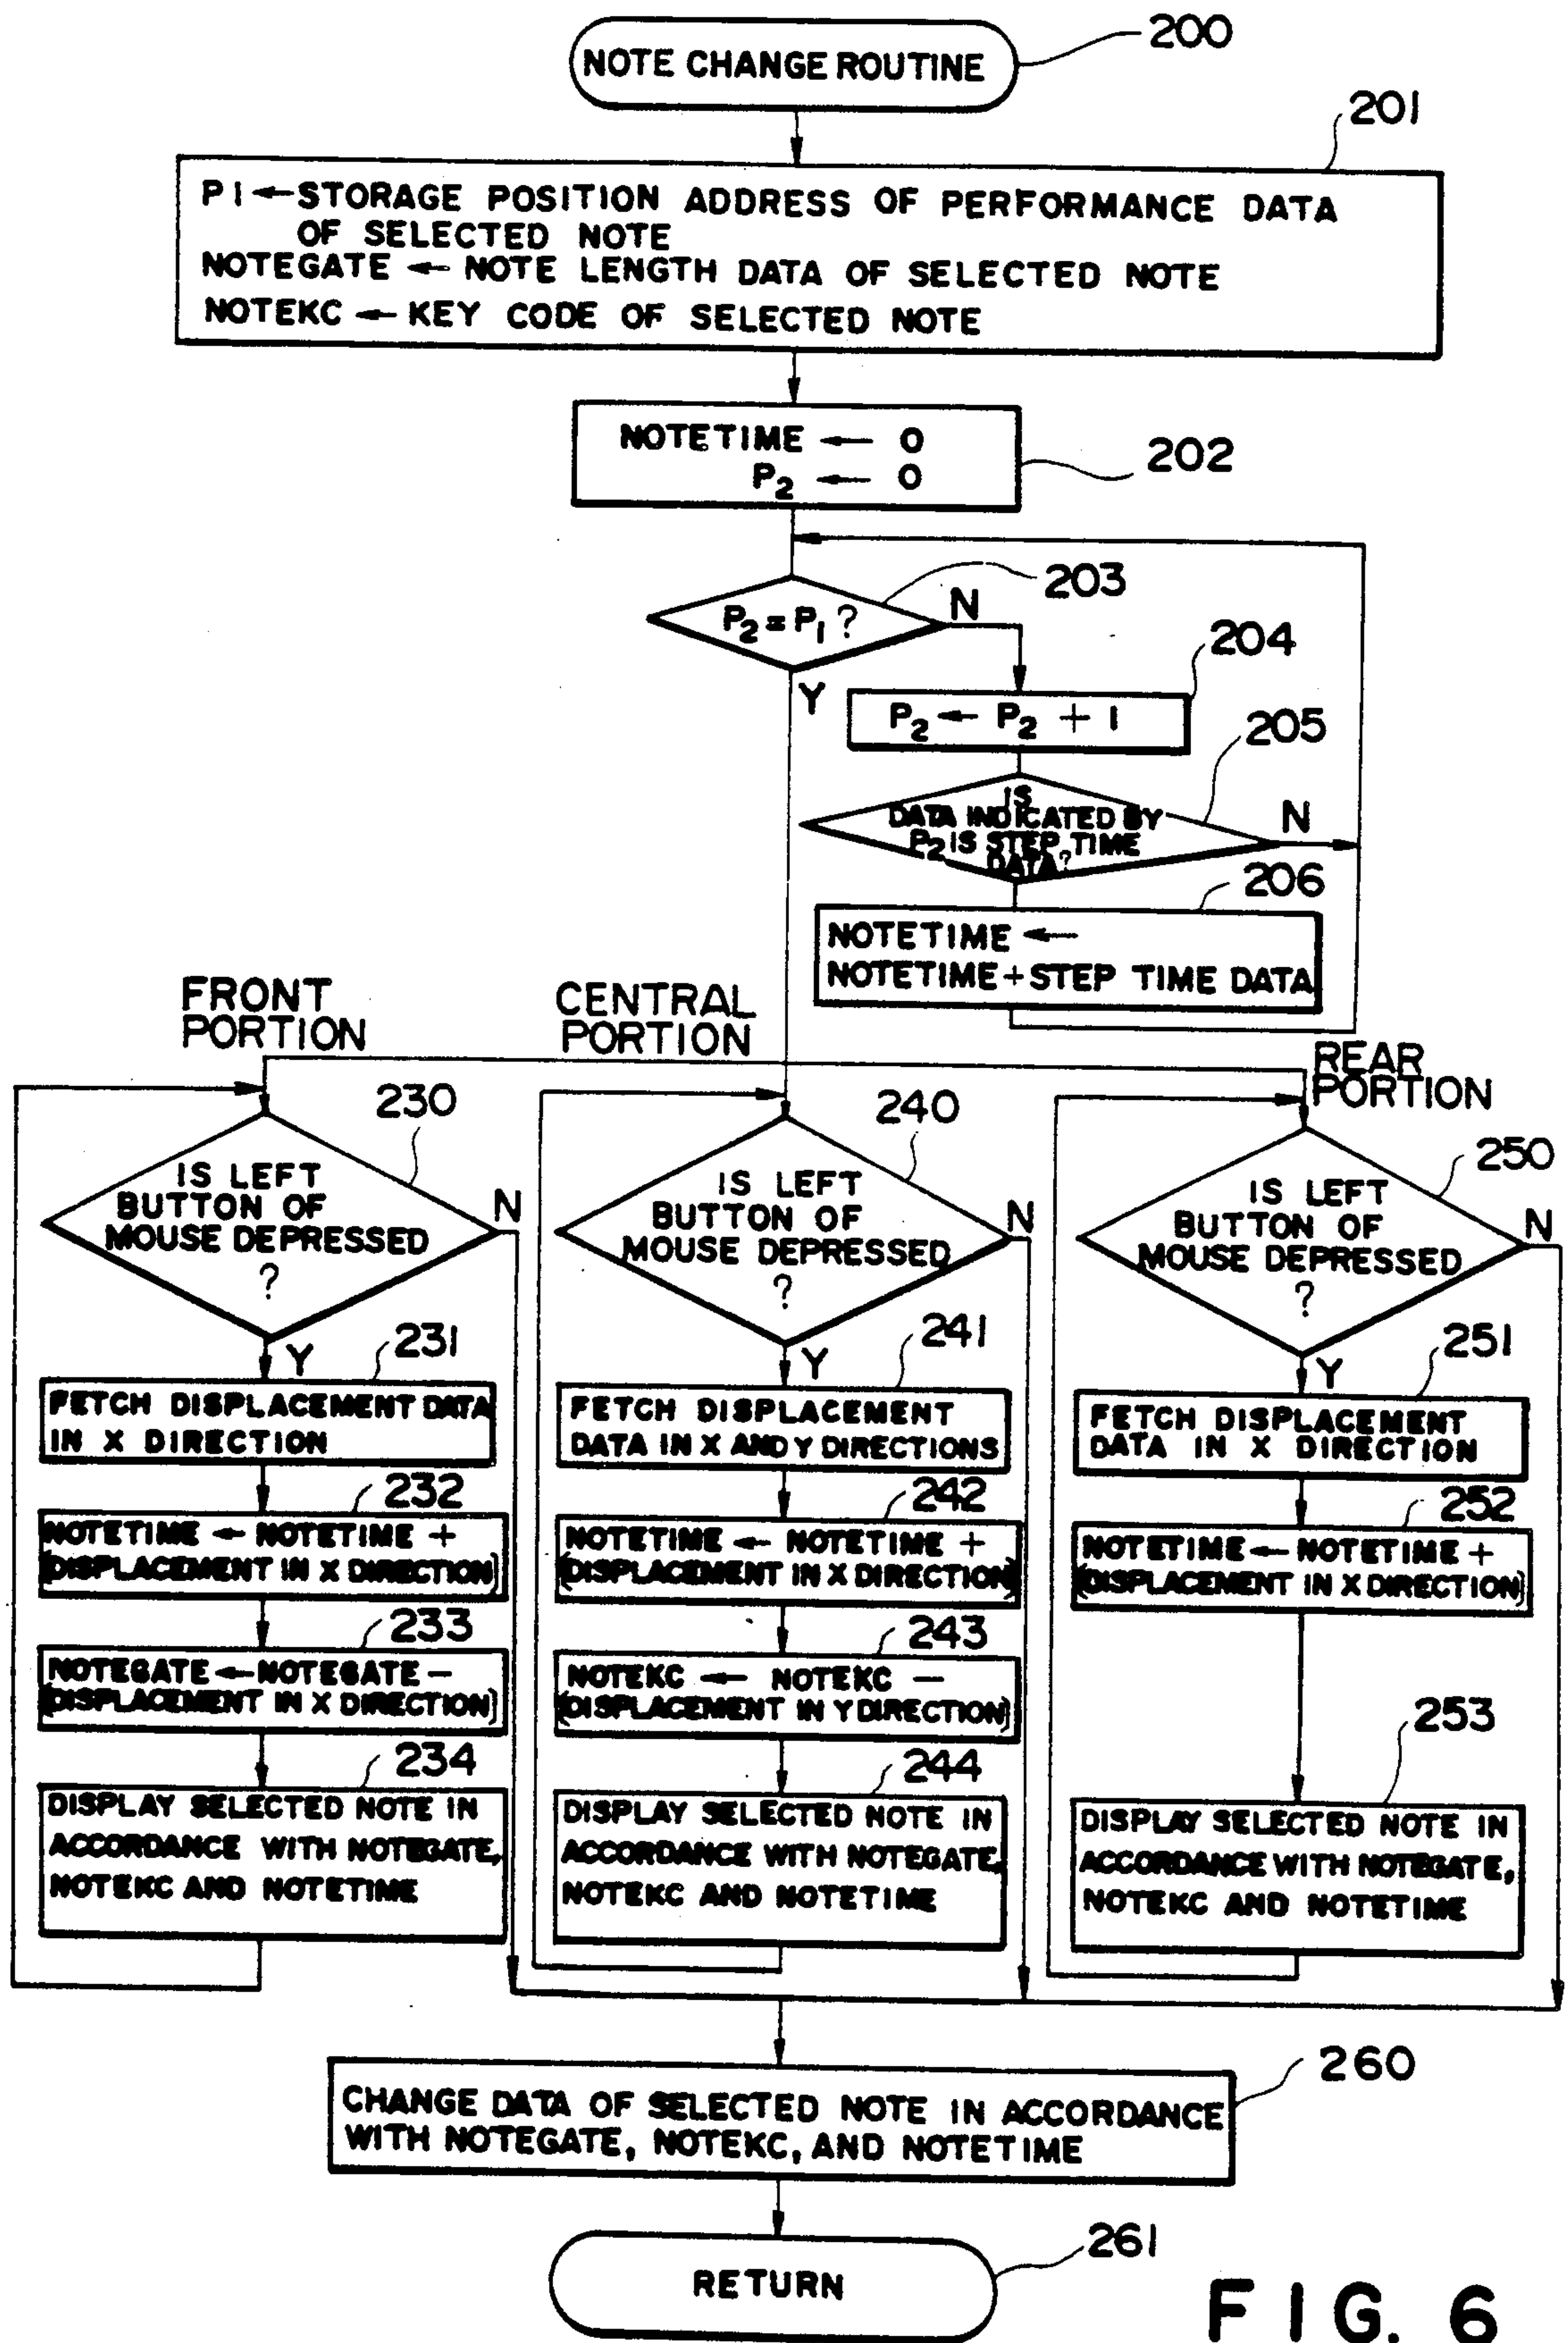 NOTE CHANGE ROUTINE
200
201
P1←STORAGE POSITION ADDRESS OF PERFORMANCE DATA
OF SELECTED NOTE
NOTEGATE ← NOTE LENGTH DATA OF SELECTED NOTE
NOTEKC ← KEY CODE OF SELECTED NOTE
NOTETIME ← 0
P2 ← 0
202
203
P2 = P1 ?
N
Y
204
P2 ← P2 + 1
205
IS
DATA INDICATED BY
P2 IS STEP TIME
DATA?
N
206
NOTETIME ←
NOTETIME + STEP TIME DATA
FRONT
PORTION
CENTRAL
PORTION
REAR
PORTION
230
IS LEFT
BUTTON OF
MOUSE DEPRESSED
?
N
Y
231
FETCH DISPLACEMENT DATA
IN X DIRECTION
232
NOTETIME ← NOTETIME +
(DISPLACEMENT IN X DIRECTION)
233
NOTEGATE ← NOTEGATE −
(DISPLACEMENT IN X DIRECTION)
234
DISPLAY SELECTED NOTE IN
ACCORDANCE WITH NOTEGATE,
NOTEKC AND NOTETIME
240
IS LEFT
BUTTON OF
MOUSE DEPRESSED
?
N
Y
241
FETCH DISPLACEMENT
DATA IN X AND Y DIRECTIONS
242
NOTETIME ← NOTETIME +
(DISPLACEMENT IN X DIRECTION)
243
NOTEKC ← NOTEKC −
(DISPLACEMENT IN Y DIRECTION)
244
DISPLAY SELECTED NOTE IN
ACCORDANCE WITH NOTEGATE,
NOTEKC AND NOTETIME
250
IS LEFT
BUTTON OF
MOUSE DEPRESSED
?
N
Y
251
FETCH DISPLACEMENT
DATA IN X DIRECTION
252
NOTETIME ← NOTETIME +
(DISPLACEMENT IN X DIRECTION)
253
DISPLAY SELECTED NOTE IN
ACCORDANCE WITH NOTEGATE,
NOTEKC AND NOTETIME
260
CHANGE DATA OF SELECTED NOTE IN ACCORDANCE
WITH NOTEGATE, NOTEKC, AND NOTETIME
261
RETURN
FIG. 6